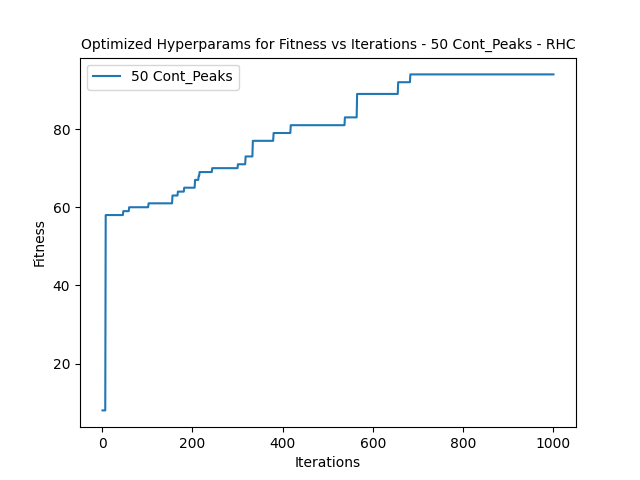 Optimized Hyperparams for Fitness vs Iterations - 50 Cont_Peaks - RHC
50 Cont_Peaks
80
60
40
20
Fitness
0 200 400 600 800 1000
Iterations